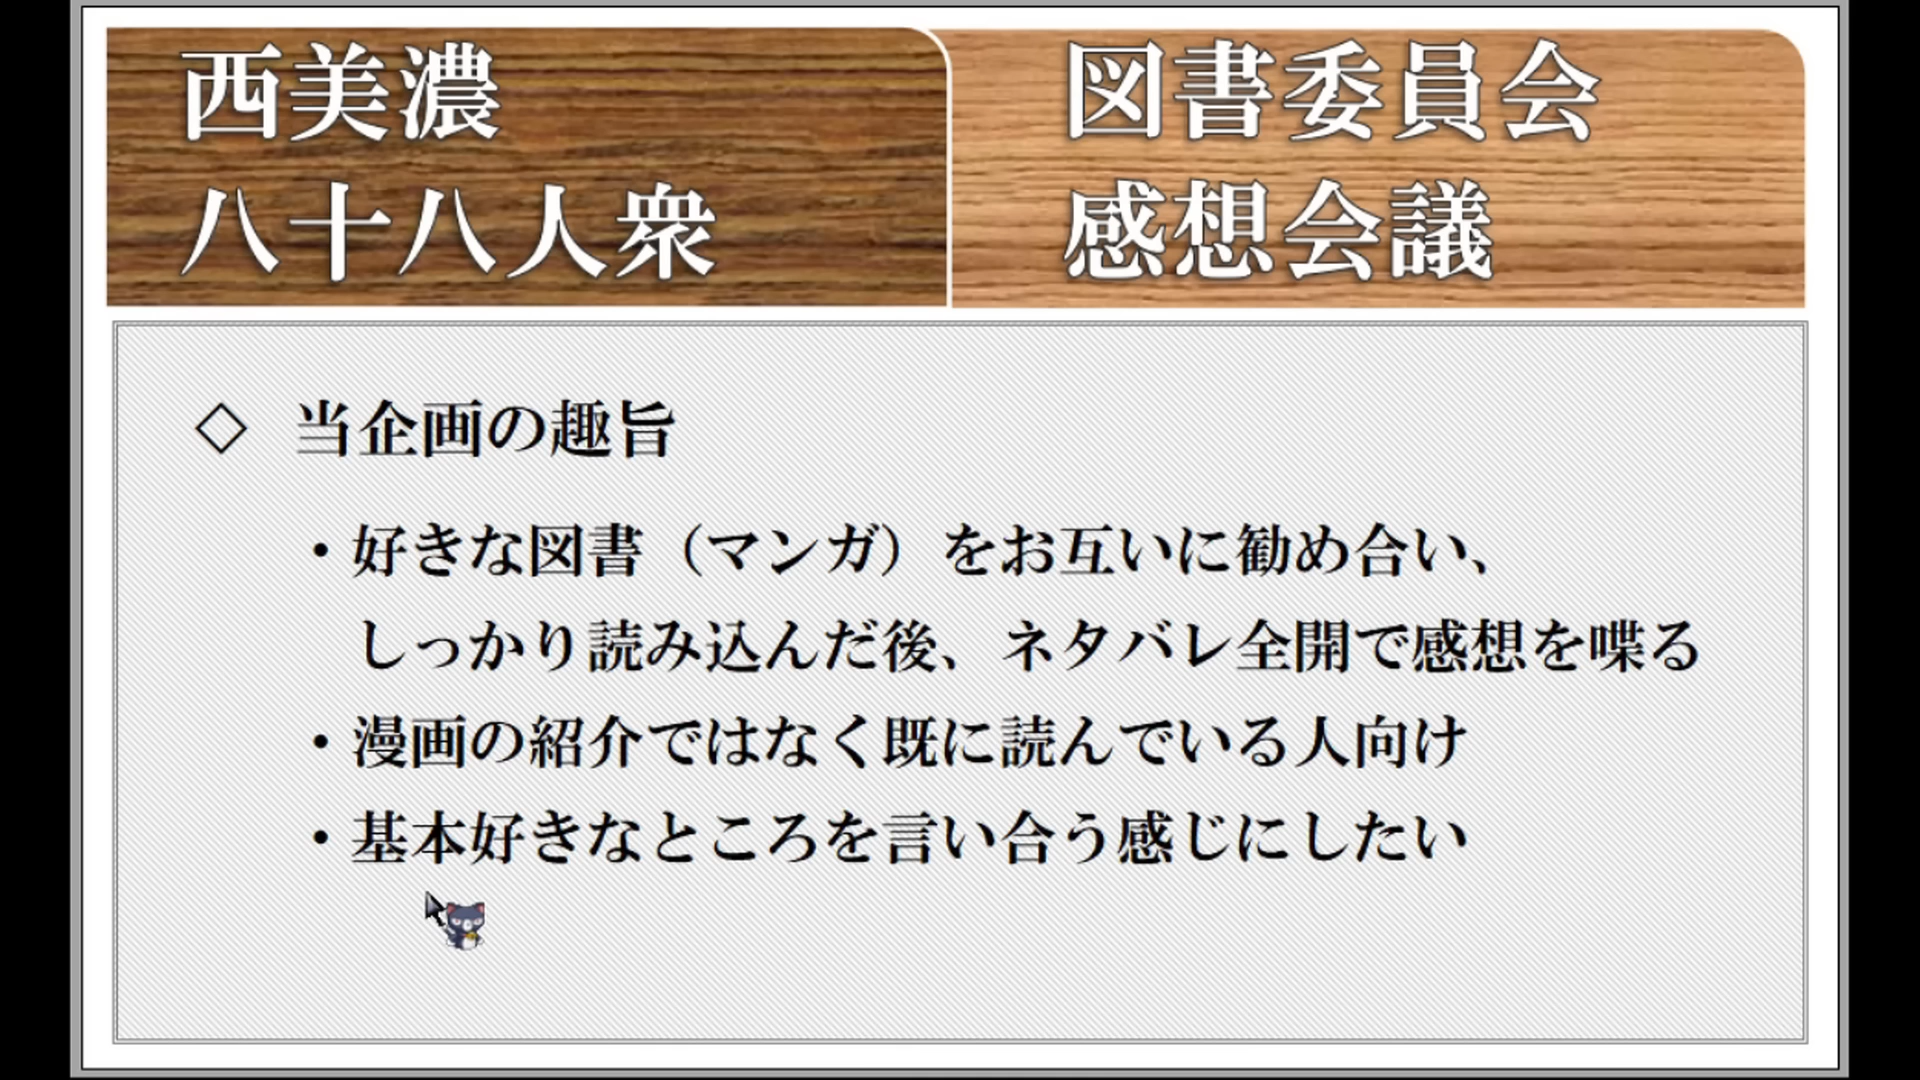 西美濃
八十八人衆
図書委員会
感想会議
◇ 当企画の趣旨
・好きな図書（マンガ）をお互いに勧め合い、
しっかり読み込んだ後、ネタバレ全開で感想を喋る
・漫画の紹介ではなく既に読んでいる人向け
・基本好きなところを言い合う感じにしたい